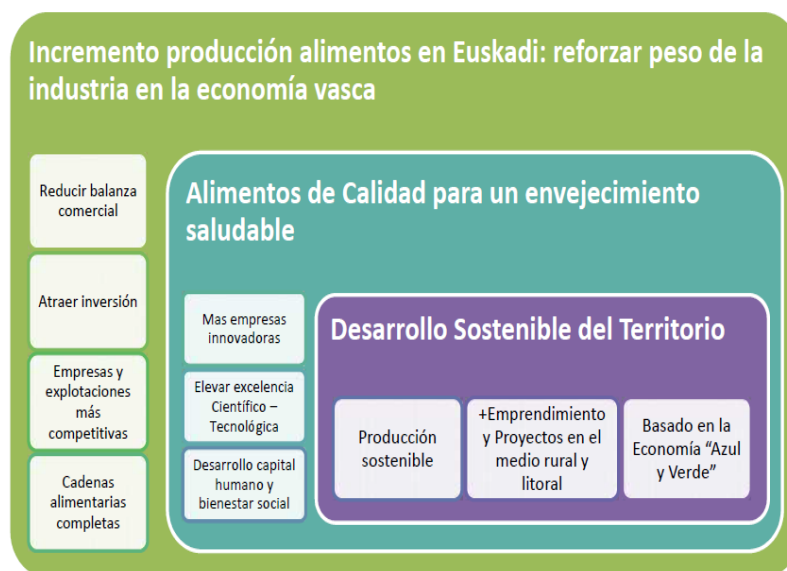 Incremento producción alimentos en Euskadi: reforzar peso de la
industria en la economía vasca
Reducir balanza
comercial
Atraer inversión
Empresas y
explotaciones
más
competitivas
Cadenas
alimentarias
completas
Alimentos de Calidad para un envejecimiento
saludable
Mas empresas
innovadoras
Elevar excelencia
Científico –
Tecnológica
Desarrollo capital
humano y
bienestar social
Desarrollo Sostenible del Territorio
Producción
sostenible
+Emprendimiento
y Proyectos en el
medio rural y
litoral
Basado en la
Economía “Azul
y Verde”